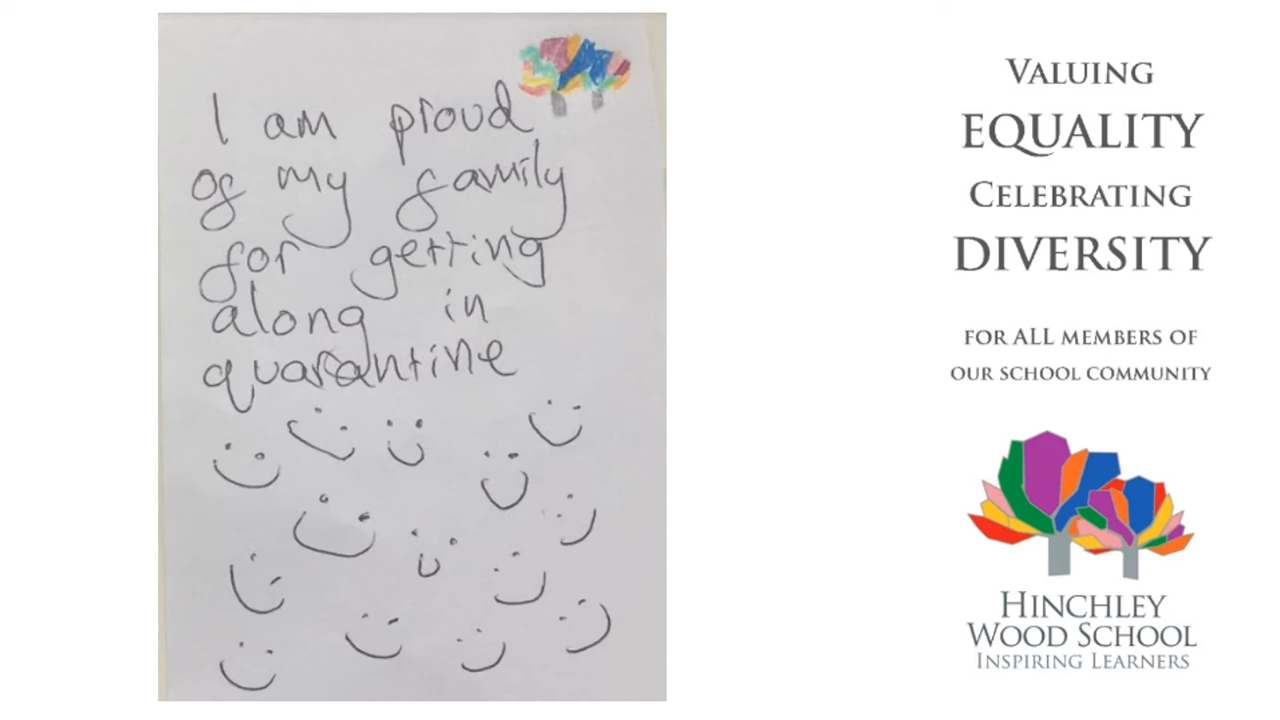 I am proud
of my family
for getting
along in
quarantine
VALUING
EQUALITY
CELEBRATING
DIVERSITY
FOR ALL MEMBERS OF
OUR SCHOOL COMMUNITY
HINCHLEY
WOOD SCHOOL
INSPIRING LEARNERS